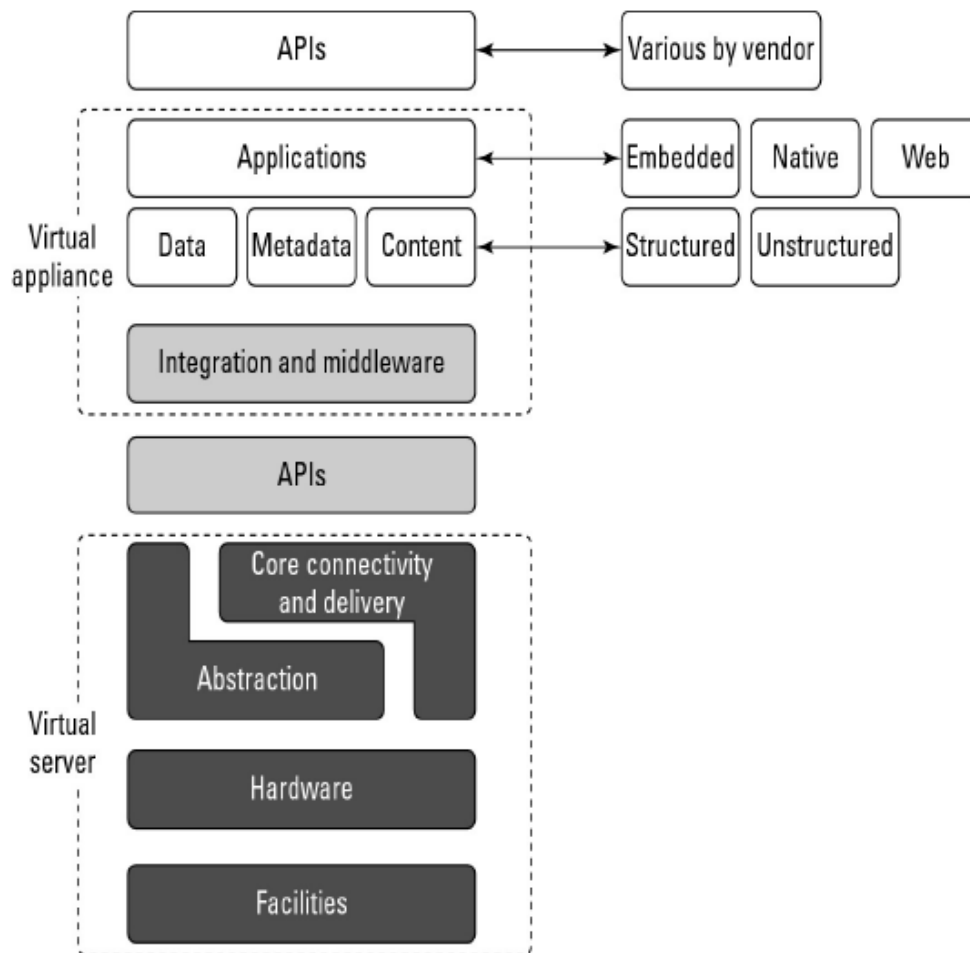 APIs
Various by vendor
Applications
Embedded
Native
Web
Virtual
appliance
Data
Metadata
Content
Structured
Unstructured
Integration and middleware
APIs
Core connectivity
and delivery
Abstraction
Virtual
server
Hardware
Facilities